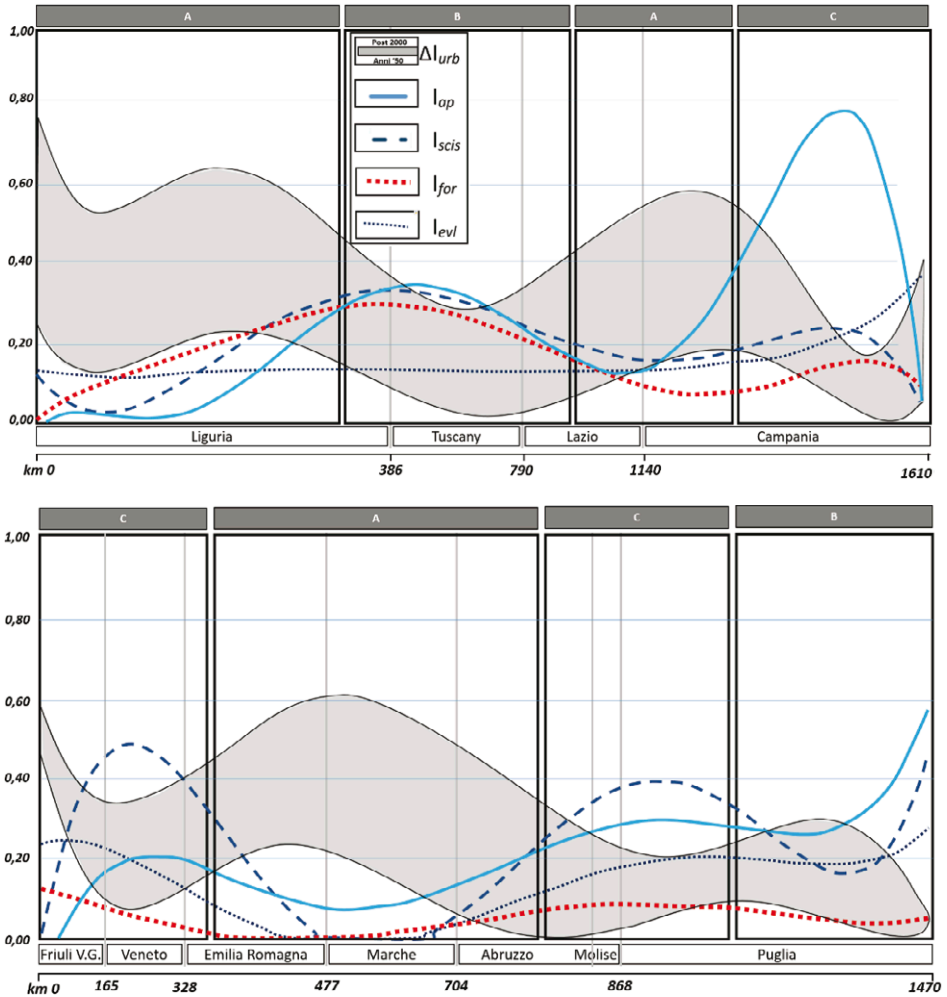 A B A C
1,00
Post 2000
Anni '50
ΔIurb
0,80
Iap
Iscis
0,60
Ifor
Ievl
0,40
0,20
0,00
Liguria Tuscany Lazio Campania
km 0 386 790 1140 1610
C A C B
1,00
0,80
0,60
0,40
0,20
0,00
Friuli V.G. Veneto Emilia Romagna Marche Abruzzo Molise Puglia
km 0 165 328 477 704 868 1470